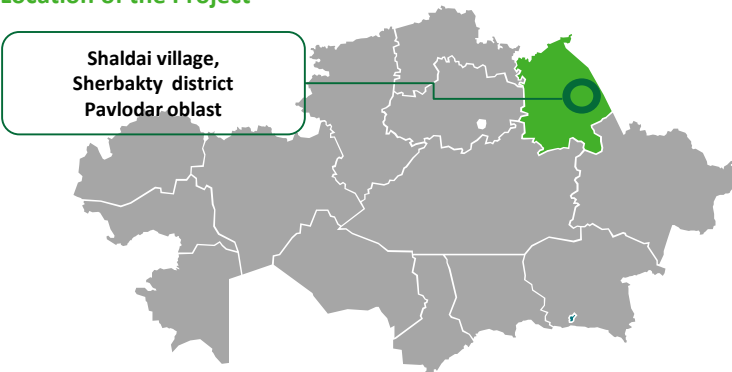 Location of the Project
Shaldai village,
Sherbakty district
Pavlodar oblast